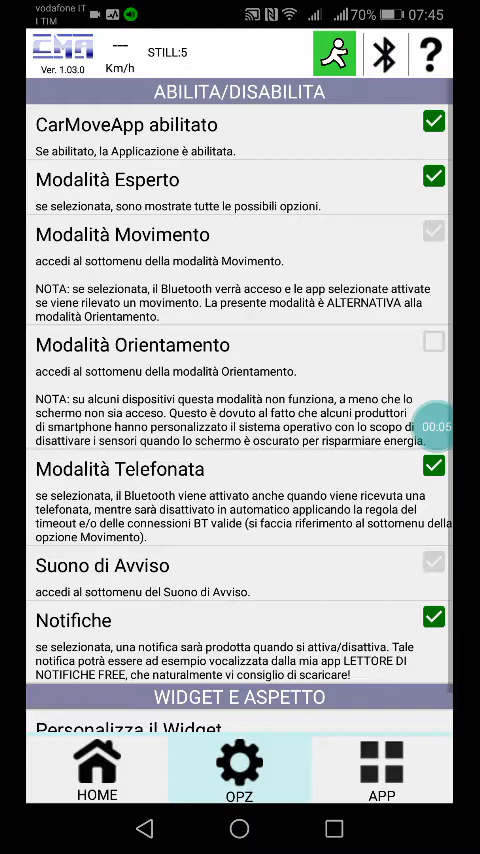 vodafone IT
I TIM
70%
07:45
CMA
Ver. 1.03.0
---
Km/h
STILL:5
?
ABILITA/DISABILITA
CarMoveApp abilitato
Se abilitato, la Applicazione è abilitata.
Modalità Esperto
se selezionata, sono mostrate tutte le possibili opzioni.
Modalità Movimento
accedi al sottomenu della modalità Movimento.
NOTA: se selezionata, il Bluetooth verrà acceso e le app selezionate attivate
se viene rilevato un movimento. La presente modalità è ALTERNATIVA alla
modalità Orientamento.
Modalità Orientamento
accedi al sottomenu della modalità Orientamento.
NOTA: su alcuni dispositivi questa modalità non funziona, a meno che lo
schermo non sia acceso. Questo è dovuto al fatto che alcuni produttori
di smartphone hanno personalizzato il sistema operativo con lo scopo di
disattivare i sensori quando lo schermo è oscurato per risparmiare energia.
00:05
Modalità Telefonata
se selezionata, il Bluetooth viene attivato anche quando viene ricevuta una
telefonata, mentre sarà disattivato in automatico applicando la regola del
timeout e/o delle connessioni BT valide (si faccia riferimento al sottomenu della
opzione Movimento).
Suono di Avviso
accedi al sottomenu del Suono di Avviso.
Notifiche
se selezionata, una notifica sarà prodotta quando si attiva/disattiva. Tale
notifica potrà essere ad esempio vocalizzata dalla mia app LETTORE DI
NOTIFICHE FREE, che naturalmente vi consiglio di scaricare!
WIDGET E ASPETTO
Personalizza il Widget
HOME
OPZ
APP